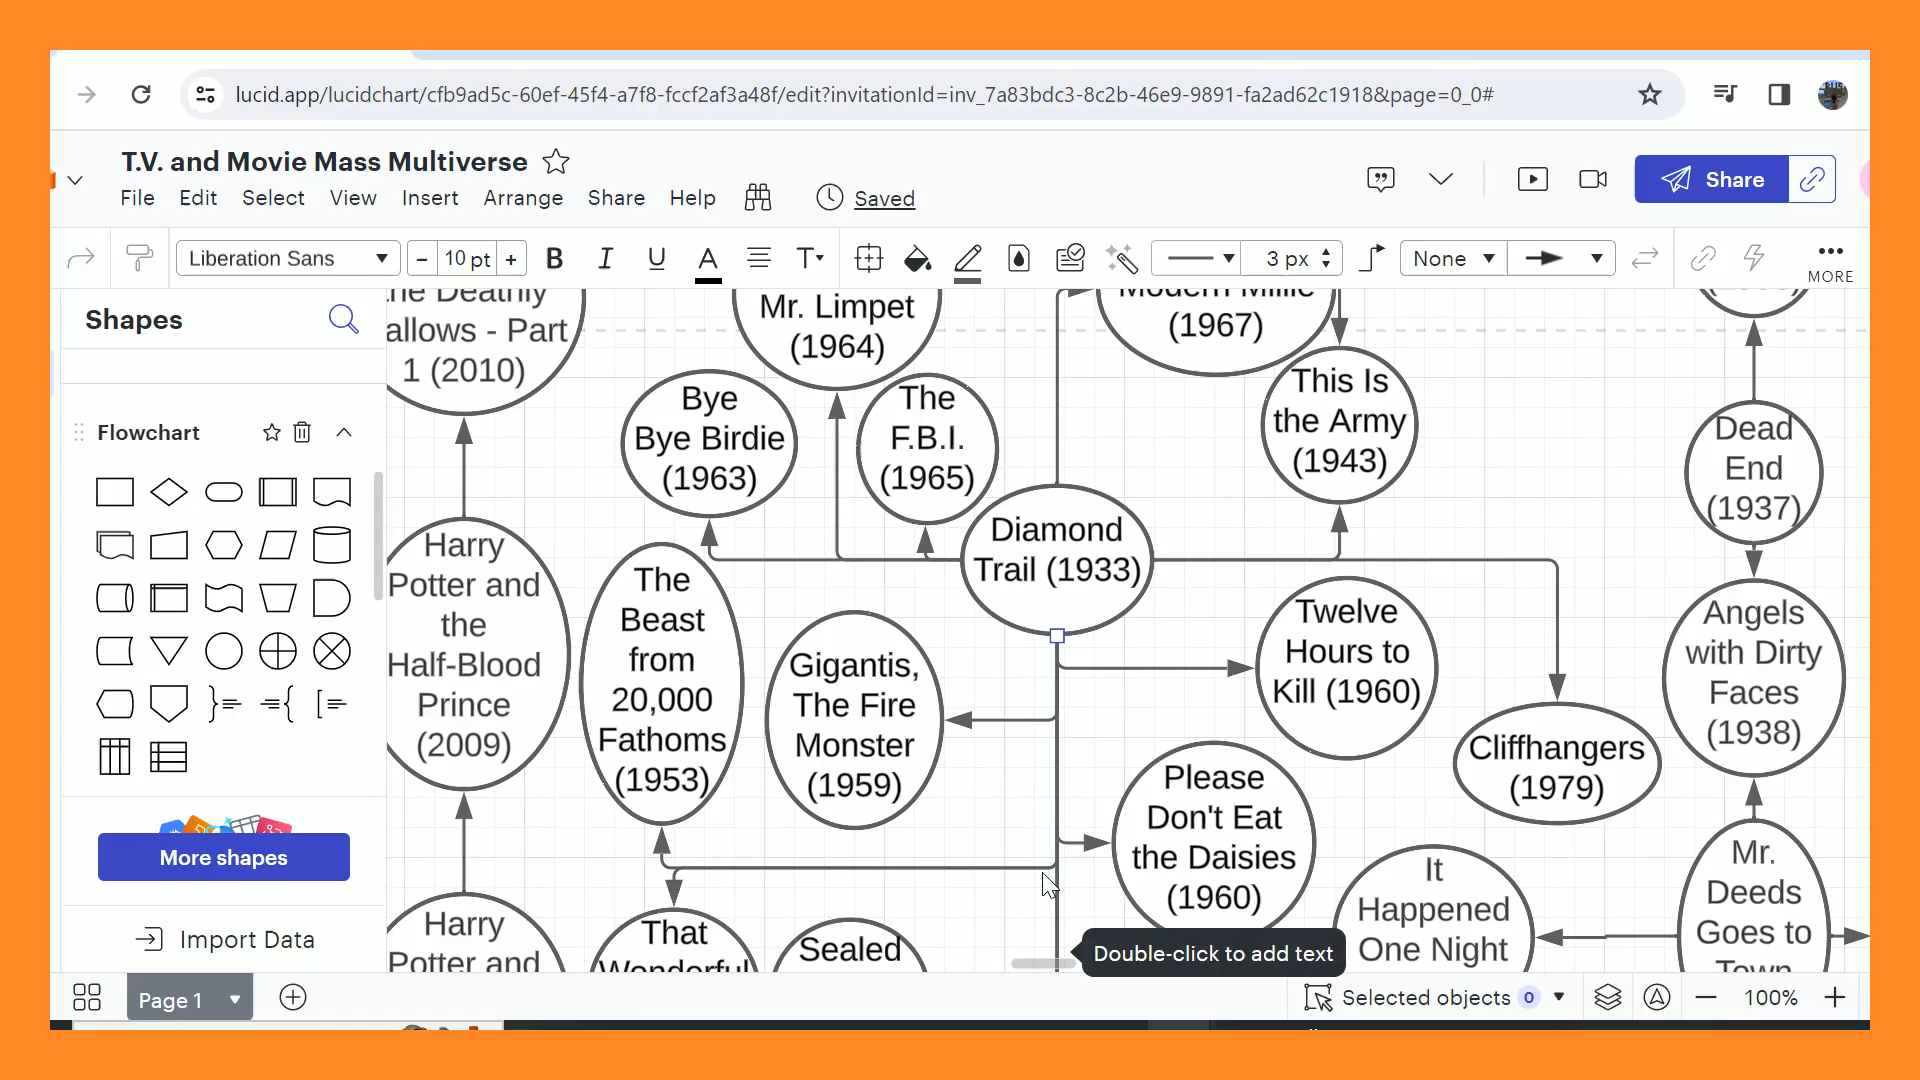 lucid.app/lucidchart/cfb9ad5c-60ef-45f4-a7f8-fccf2af3a48f/edit?invitationId=inv_7a83bdc3-8c2b-46e9-9891-fa2ad62c1918&page=0_0#
T.V. and Movie Mass Multiverse
File Edit Select View Insert Arrange Share Help Saved
Share
Liberation Sans
- 10 pt +
B I U A T
3 px
None
MORE
Shapes
Flowchart
More shapes
Import Data
the Deathly
allows - Part
1 (2010)
Mr. Limpet
(1964)
Modern Millie
(1967)
This Is
the Army
(1943)
Bye
Bye Birdie
(1963)
The
F.B.I.
(1965)
Dead
End
(1937)
Diamond
Trail (1933)
Harry
Potter and
the
Half-Blood
Prince
(2009)
The
Beast
from
20,000
Fathoms
(1953)
Gigantis,
The Fire
Monster
(1959)
Twelve
Hours to
Kill (1960)
Angels
with Dirty
Faces
(1938)
Cliffhangers
(1979)
Please
Don't Eat
the Daisies
(1960)
Mr.
Deeds
Goes to
Town
It
Happened
One Night
Harry
Potter and
That
Wonderful
Sealed
Double-click to add text
Page 1
Selected objects 0
100%